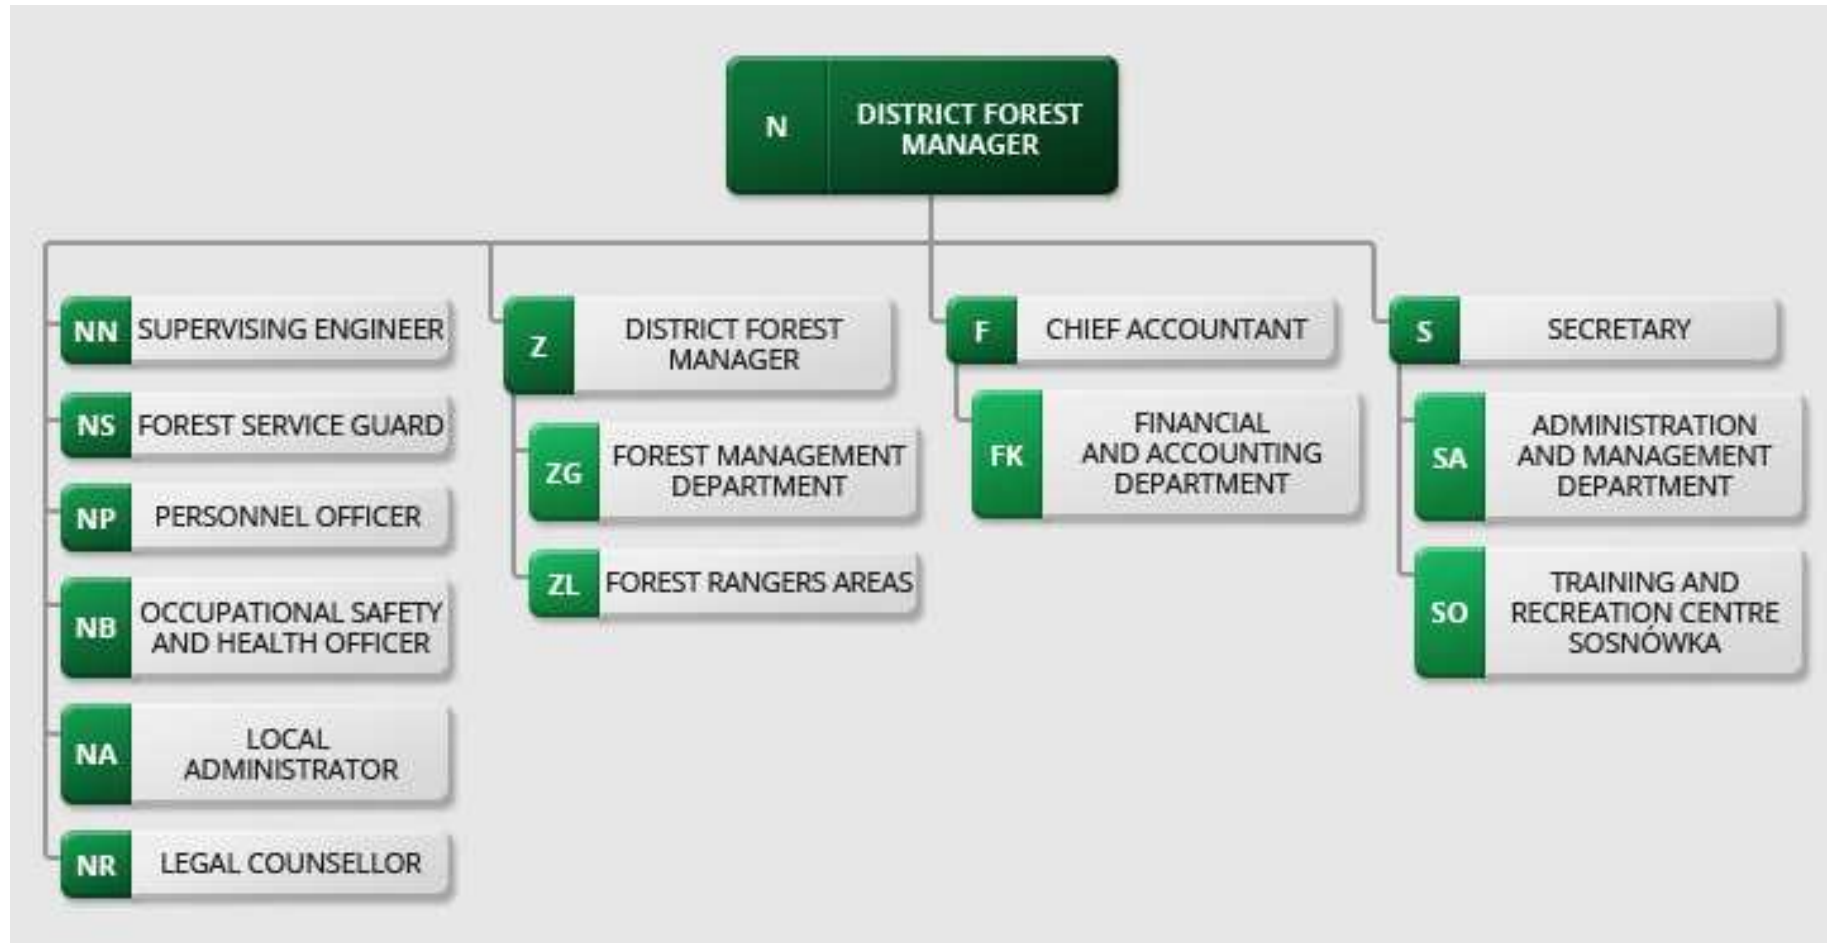 N
DISTRICT FOREST
MANAGER
NN
SUPERVISING ENGINEER
NS
FOREST SERVICE GUARD
NP
PERSONNEL OFFICER
NB
OCCUPATIONAL SAFETY
AND HEALTH OFFICER
NA
LOCAL
ADMINISTRATOR
NR
LEGAL COUNSELLOR
Z
DISTRICT FOREST
MANAGER
ZG
FOREST MANAGEMENT
DEPARTMENT
ZL
FOREST RANGERS AREAS
F
CHIEF ACCOUNTANT
FK
FINANCIAL
AND ACCOUNTING
DEPARTMENT
S
SECRETARY
SA
ADMINISTRATION
AND MANAGEMENT
DEPARTMENT
SO
TRAINING AND
RECREATION CENTRE
SOSNÓWKA